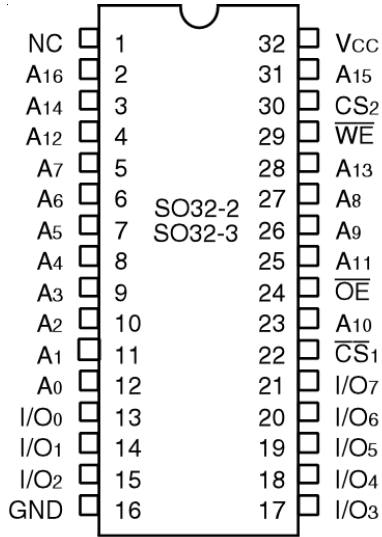 NC 1 32 VCC
A16 2 31 A15
A14 3 30 CS2
A12 4 29 W̅E̅
A7 5 28 A13
A6 6 27 A8
SO32-2
A5 7 26 A9
SO32-3
A4 8 25 A11
A3 9 24 O̅E̅
A2 10 23 A10
A1 11 22 C̅S̅1
A0 12 21 I/O7
I/O0 13 20 I/O6
I/O1 14 19 I/O5
I/O2 15 18 I/O4
GND 16 17 I/O3